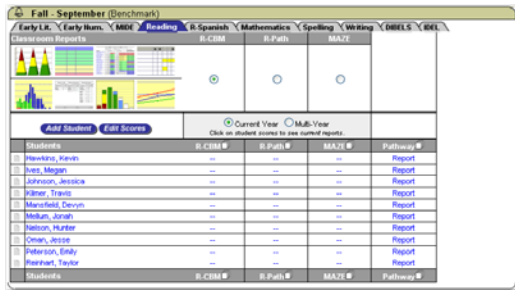 Fall - September (Benchmark)
Early Lit. Early Num. MIDE Reading R-Spanish Mathematics Spelling Writing DIBELS IDEL
Classroom Reports R-CBM R-Path MAZE
Current Year Multi-Year
Add Student Edit Scores
Click on student scores to see current reports.
Students R-CBM R-Path MAZE Pathway
Hawkins, Kevin -- -- -- Report
Ives, Megan -- -- -- Report
Johnson, Jessica -- -- -- Report
Kilmer, Travis -- -- -- Report
Mansfield, Devyn -- -- -- Report
Mellum, Jonah -- -- -- Report
Nelson, Hunter -- -- -- Report
Oman, Jesse -- -- -- Report
Peterson, Emily -- -- -- Report
Reinhart, Taylor -- -- -- Report
Students R-CBM R-Path MAZE Pathway